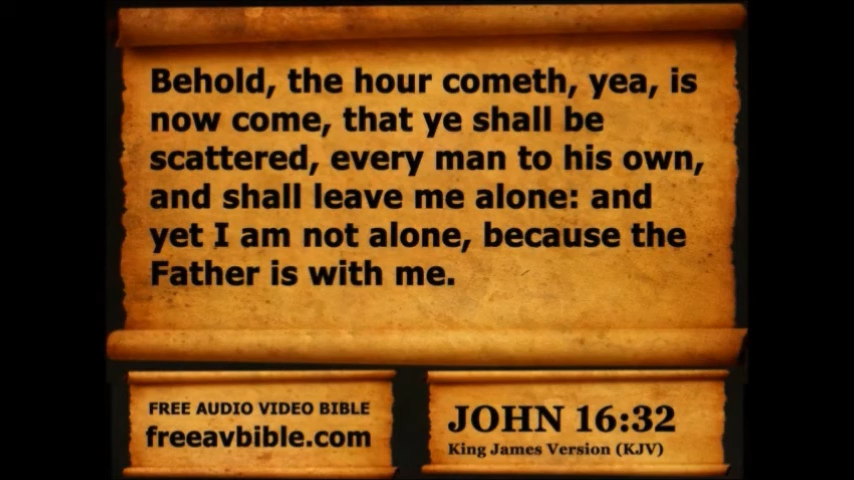 Behold, the hour cometh, yea, is
now come, that ye shall be
scattered, every man to his own,
and shall leave me alone: and
yet I am not alone, because the
Father is with me.
FREE AUDIO VIDEO BIBLE
freeavbible.com
JOHN 16:32
King James Version (KJV)